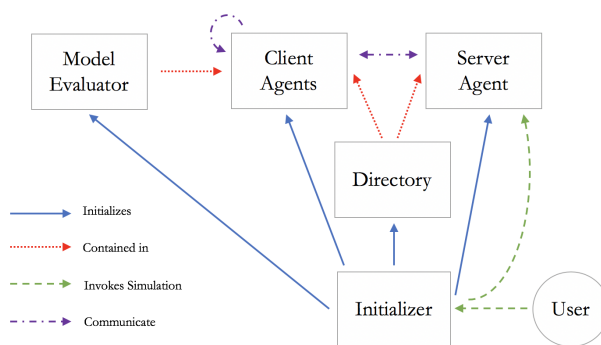 Model
Evaluator
Client
Agents
Server
Agent
Directory
Initializes
Contained in
Invokes Simulation
Communicate
Initializer
User